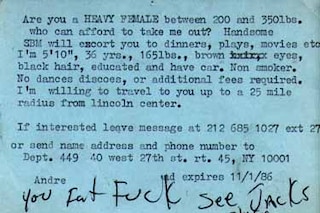 Are you a HEAVY FEMALE between 200 and 350lbs.
who can afford to take me out? Handsome
SBM will encort you to dinners, plays, movies etc
I'm 5'10", 36 yrs., 165lbs., brown eyes,
black hair, educated and have car. Non smoker.
No dances discoes, or additional fees required.
I'm willing to travel to you up to a 25 mile
radius from lincoln center.
If interested leave message at 212 685 1027 ext 27
or send name address and phone number to
Dept. 449 40 west 27th st. rt. 45, NY 10001
Andre ad expires 11/1/86
you Fat FUCK See, JACKS